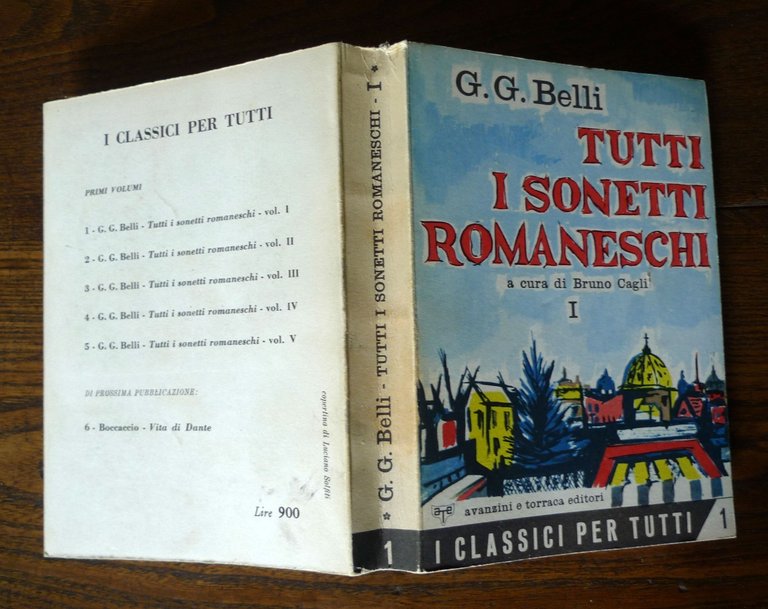 I CLASSICI PER TUTTI
PRIMI VOLUMI
1 - G. G. Belli - Tutti i sonetti romaneschi - vol. I
2 - G. G. Belli - Tutti i sonetti romaneschi - vol. II
3 - G. G. Belli - Tutti i sonetti romaneschi - vol. III
4 - G. G. Belli - Tutti i sonetti romaneschi - vol. IV
5 - G. G. Belli - Tutti i sonetti romaneschi - vol. V
DI PROSSIMA PUBBLICAZIONE:
6 - Boccaccio - Vita di Dante
Lire 900
copertina di Luciano
* G. G. Belli - TUTTI I SONETTI ROMANESCHI - I *
1
G. G. Belli
TUTTI
I SONETTI
ROMANESCHI
a cura di Bruno Cagli
I
ate avanzini e torraca editori
I CLASSICI PER TUTTI 1